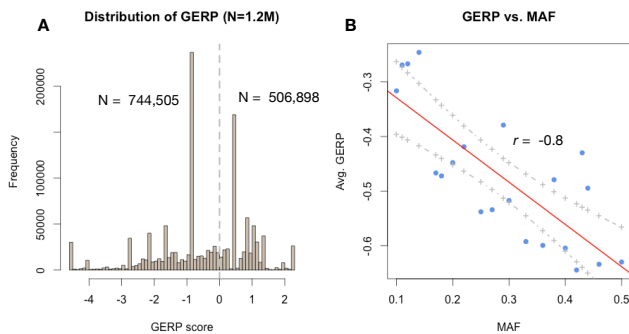 A Distribution of GERP (N=1.2M)
N = 744,505
N = 506,898
Frequency
0
50000
100000
200000
-4 -3 -2 -1 0 1 2
GERP score
B GERP vs. MAF
r = -0.8
Avg. GERP
-0.3
-0.4
-0.5
-0.6
0.1 0.2 0.3 0.4 0.5
MAF